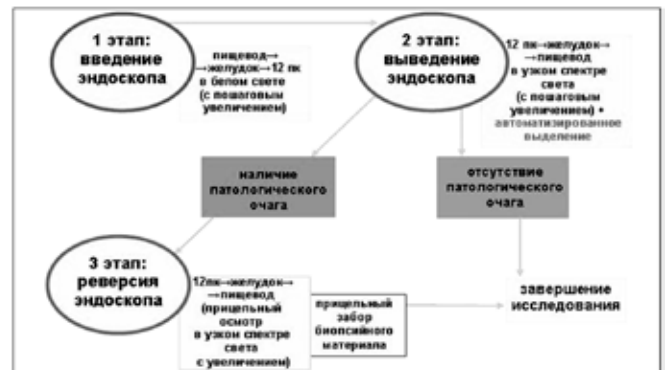 1 этап:
введение
эндоскопа
пищевод→
→желудок→12 пк
в белом свете
(с пошаговым
увеличением)
2 этап:
выведение
эндоскопа
12 пк→желудок→
→пищевод
в узком спектре
света
(с пошаговым
увеличением) +
автоматизированное
выделение
наличие
патологического
очага
отсутствие
патологического
очага
3 этап:
реверсия
эндоскопа
12пк→желудок→
→пищевод
(прицельный
осмотр
в узком спектре
света
с увеличением)
прицельный
забор
биопсийного
материала
завершение
исследования